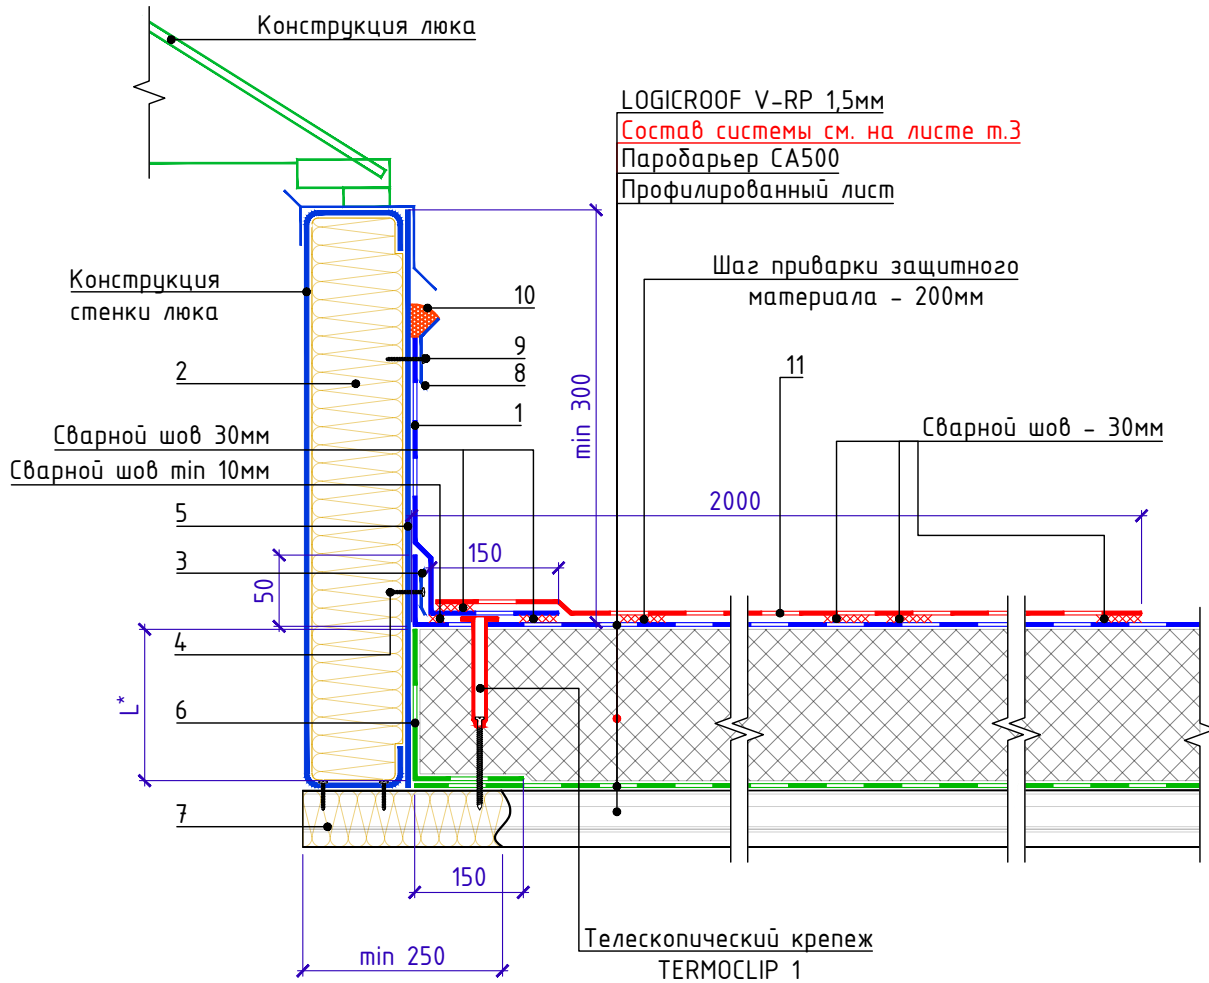 Конструкция люка
LOGICROOF V-RP 1,5мм
Состав системы см. на листе т.3
Паробарьер СА500
Профилированный лист
Конструкция
стенки люка
Шаг приварки защитного
материала - 200мм
10
9
2
8
11
1
min 300
Сварной шов 30мм
Сварной шов - 30мм
Сварной шов min 10мм
2000
5
150
3
50
4
L*
6
7
150
Телескопический крепеж
TERMOCLIP 1
min 250